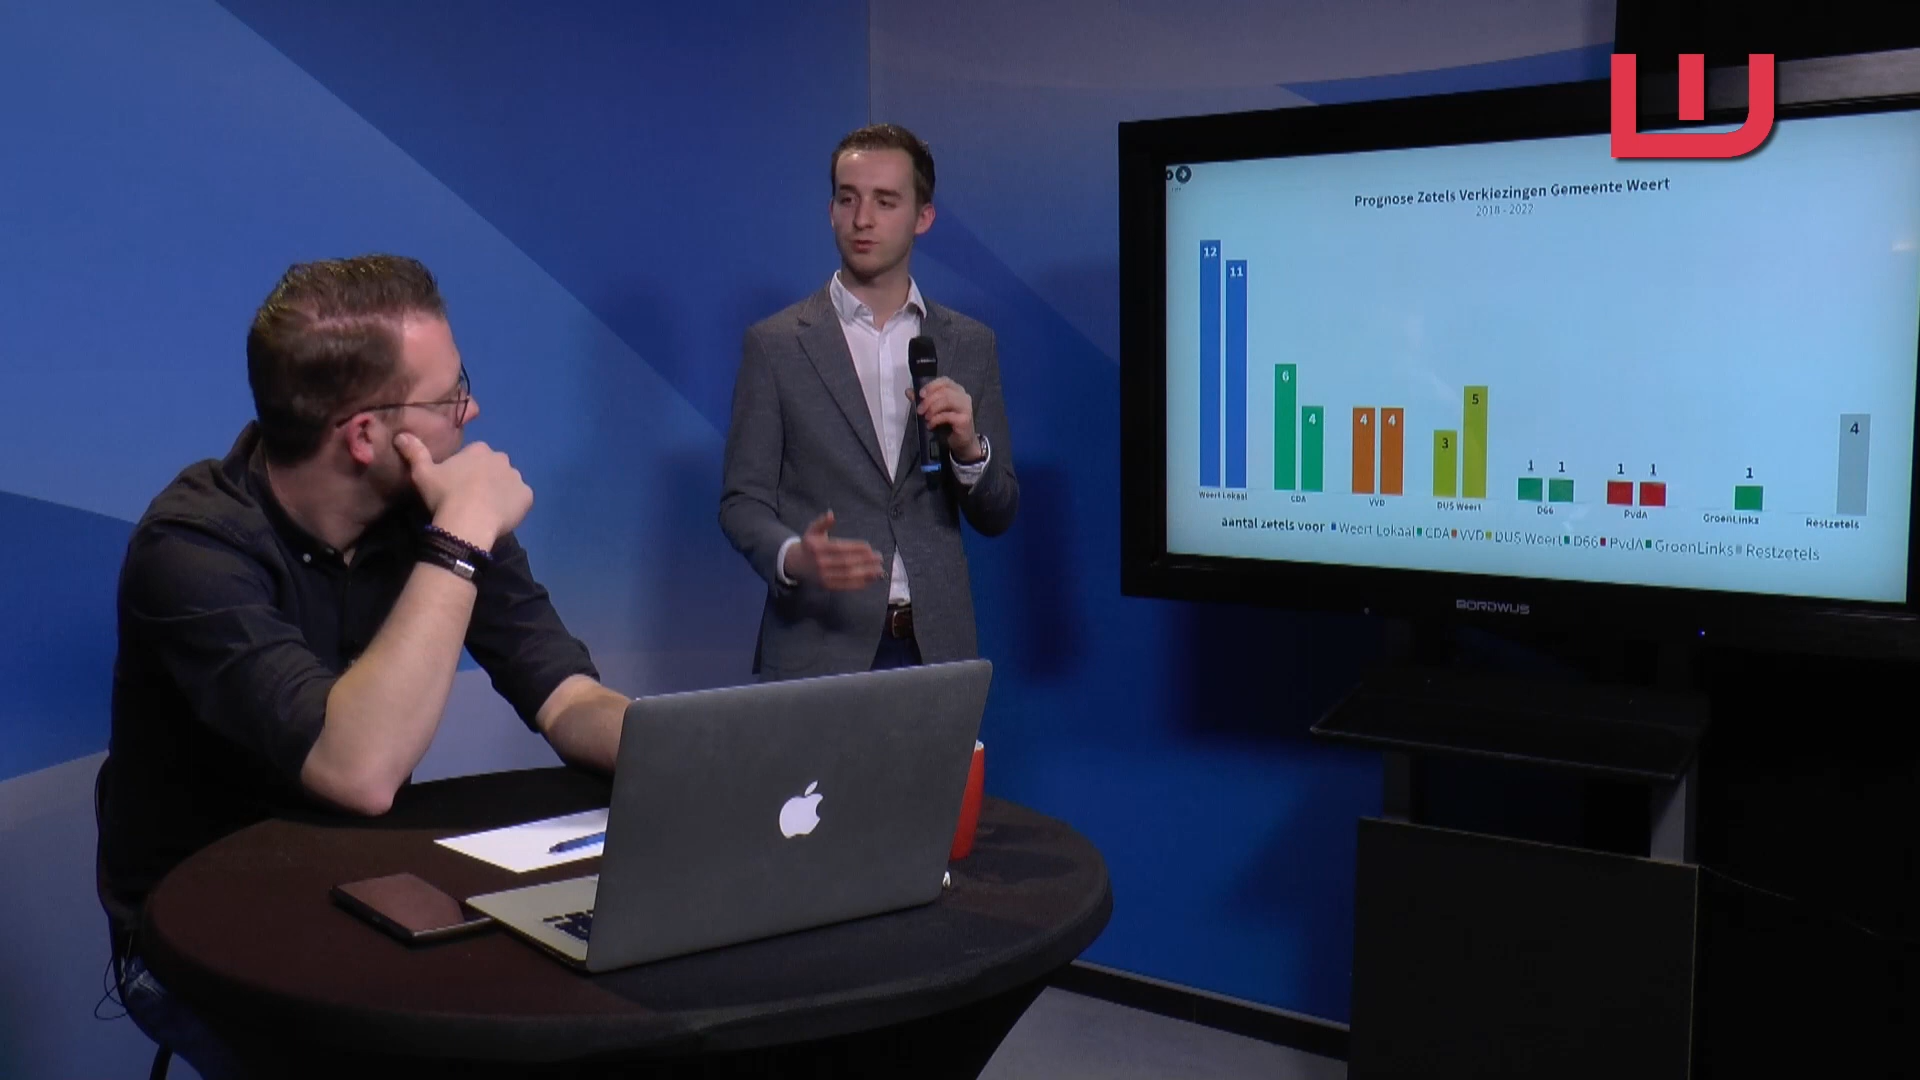 Prognose Zetels Verkiezingen Gemeente Weert
2018 - 2022
12 11
6 4
4 4
3 5
1 1
1 1
1
4
Weert Lokaal CDA VVD DUS Weert D66 PvdA GroenLinks Restzetels
aantal zetels voor Weert Lokaal CDA VVD DUS Weert D66 PvdA GroenLinks Restzetels
BORDWIJS